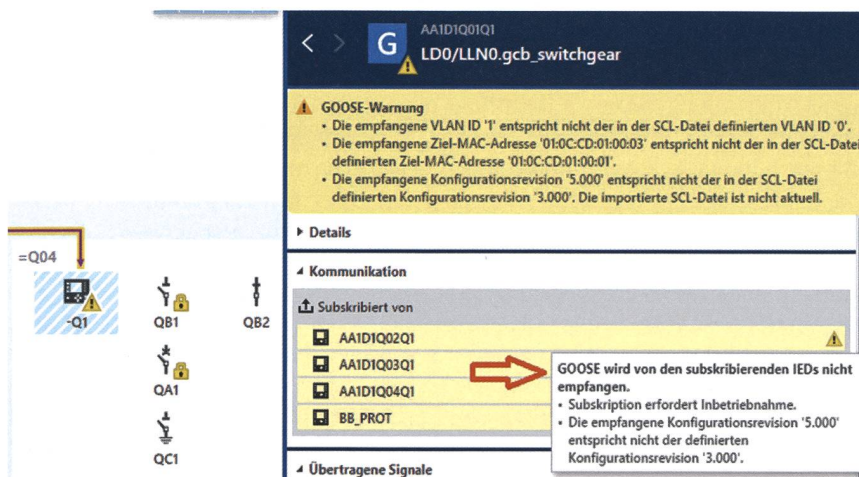 AA1D1Q01Q1
G
LD0/LLN0.gcb_switchgear
GOOSE-Warnung
• Die empfangene VLAN ID '1' entspricht nicht der in der SCL-Datei definierten VLAN ID '0'.
• Die empfangene Ziel-MAC-Adresse '01:0C:CD:01:00:03' entspricht nicht der in der SCL-Datei
definierten Ziel-MAC-Adresse '01:0C:CD:01:00:01'.
• Die empfangene Konfigurationsrevision '5.000' entspricht nicht der in der SCL-Datei
definierten Konfigurationsrevision '3.000'. Die importierte SCL-Datei ist nicht aktuell.
Details
Kommunikation
Subskribiert von
AA1D1Q02Q1
AA1D1Q03Q1
AA1D1Q04Q1
BB_PROT
GOOSE wird von den subskribierenden IEDs nicht
empfangen.
• Subskription erfordert Inbetriebnahme.
• Die empfangene Konfigurationsrevision '5.000'
entspricht nicht der definierten
Konfigurationsrevision '3.000'.
Übertragene Signale
=Q04
-Q1
QB1
QB2
QA1
QC1